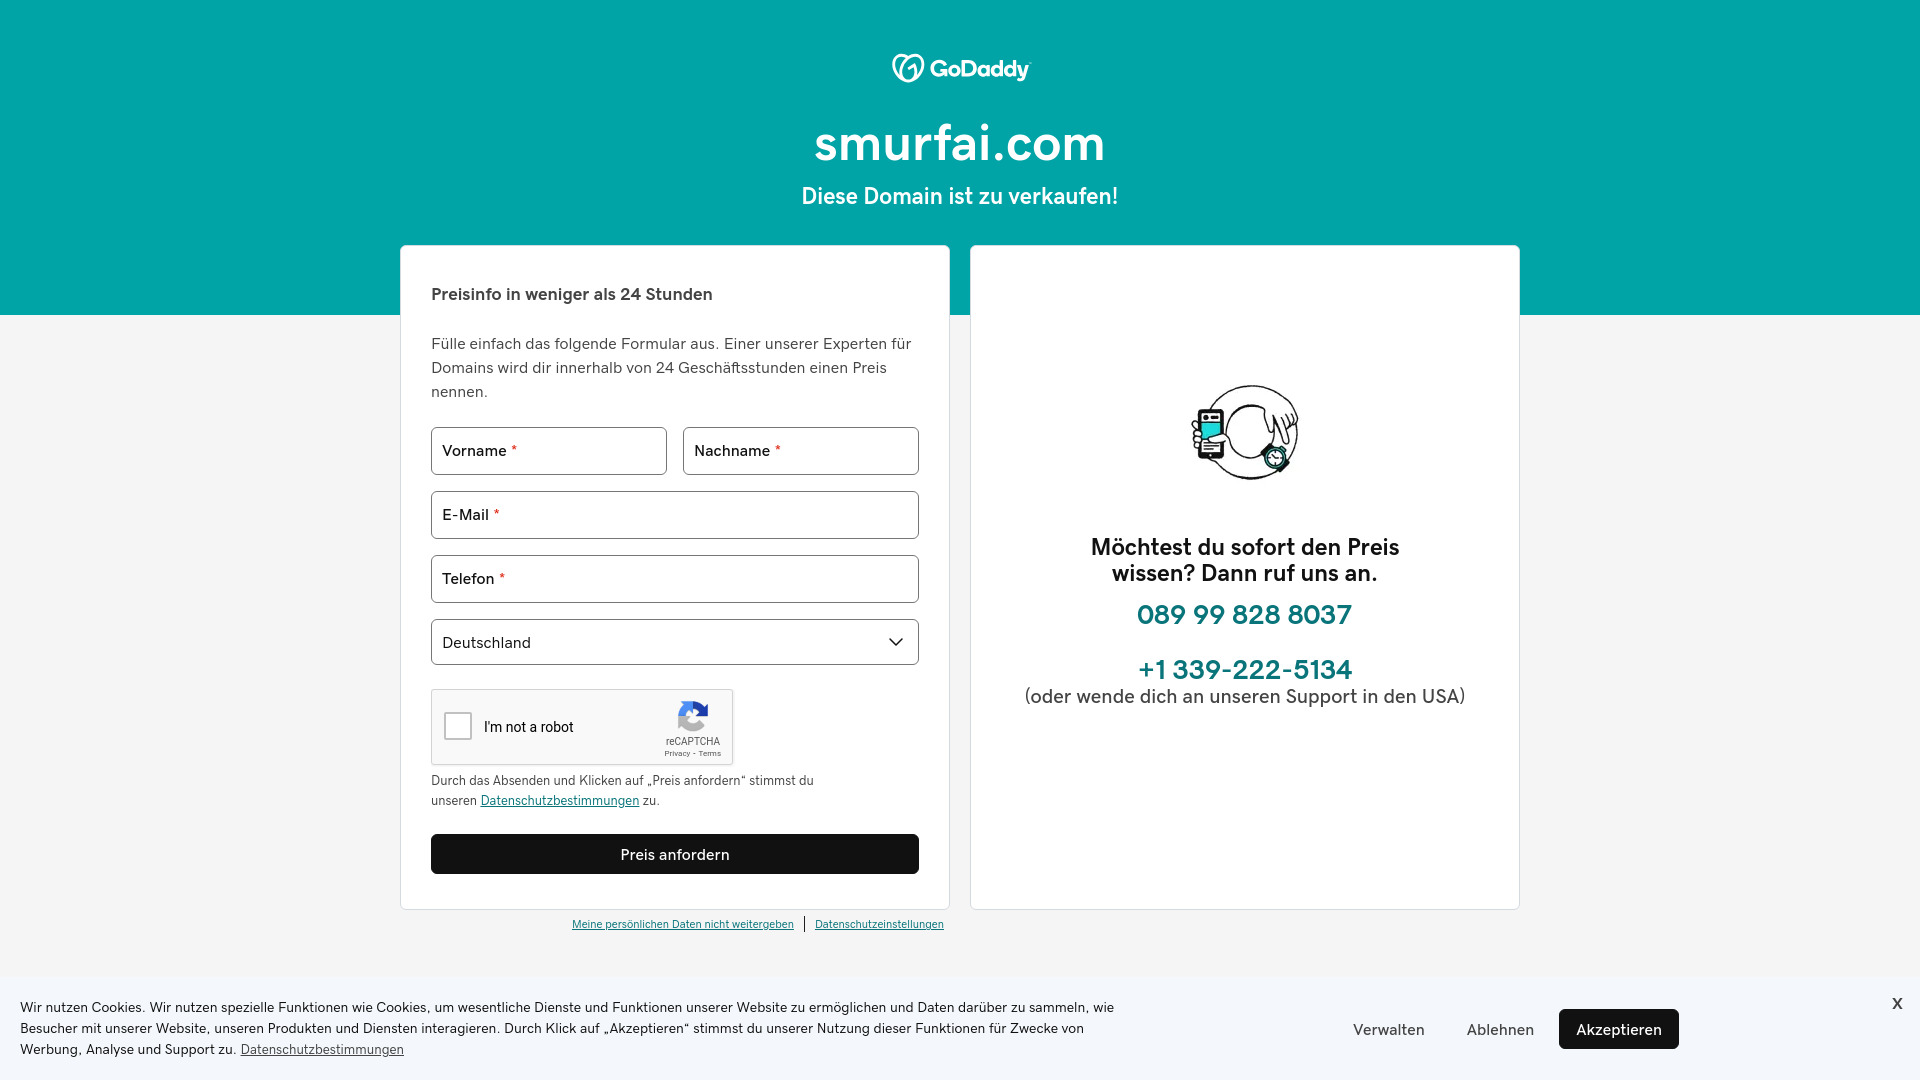 GoDaddy
smurfai.com
Diese Domain ist zu verkaufen!
Preisinfo in weniger als 24 Stunden
Fülle einfach das folgende Formular aus. Einer unserer Experten für
Domains wird dir innerhalb von 24 Geschäftsstunden einen Preis
nennen.
Vorname *
Nachname *
E-Mail *
Telefon *
Deutschland
I'm not a robot
reCAPTCHA
Privacy - Terms
Durch das Absenden und Klicken auf „Preis anfordern“ stimmst du
unseren Datenschutzbestimmungen zu.
Preis anfordern
Möchtest du sofort den Preis
wissen? Dann ruf uns an.
089 99 828 8037
+1 339-222-5134
(oder wende dich an unseren Support in den USA)
Meine persönlichen Daten nicht weitergeben
Datenschutzeinstellungen
Wir nutzen Cookies. Wir nutzen spezielle Funktionen wie Cookies, um wesentliche Dienste und Funktionen unserer Website zu ermöglichen und Daten darüber zu sammeln, wie
Besucher mit unserer Website, unseren Produkten und Diensten interagieren. Durch Klick auf „Akzeptieren“ stimmst du unserer Nutzung dieser Funktionen für Zwecke von
Werbung, Analyse und Support zu. Datenschutzbestimmungen
Verwalten
Ablehnen
Akzeptieren
X